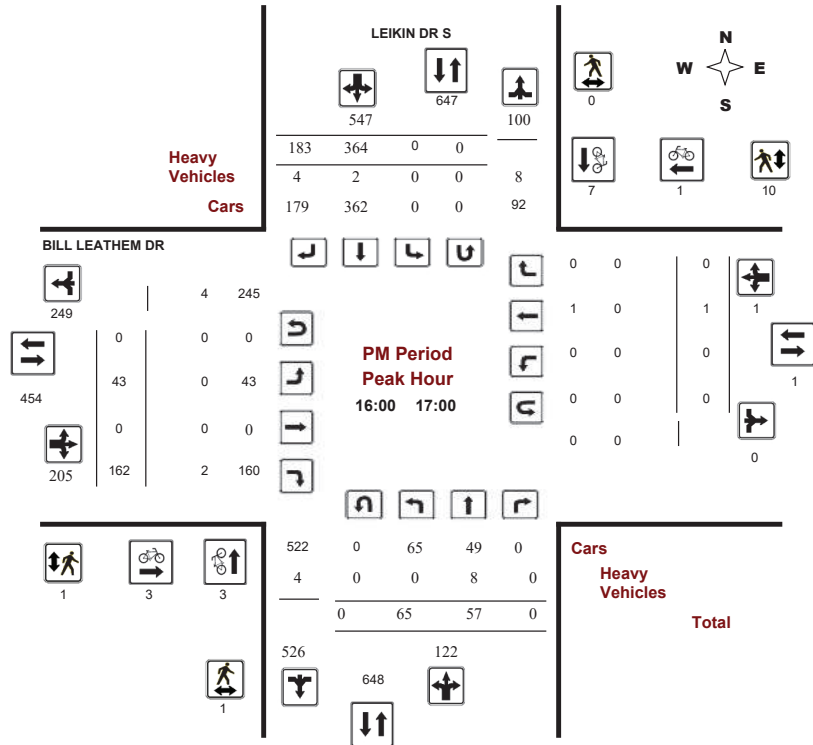 LEIKIN DR S
N
W E
S
647
0
547 100
183 364 0 0
Heavy
Vehicles
4 2 0 0 8
7 1 10
Cars 179 362 0 0 92
BILL LEATHEM DR
249 4 245
0 0 0
454
43 0 43
0 0 0
205 162 2 160
PM Period
Peak Hour
16:00 17:00
0 0 0
1 0 1 1
0 0 0
1
0 0 0
0 0 0
522 0 65 49 0 Cars
4 0 0 8 0 Heavy
Vehicles
1 3 3
0 65 57 0 Total
526 122
648
1